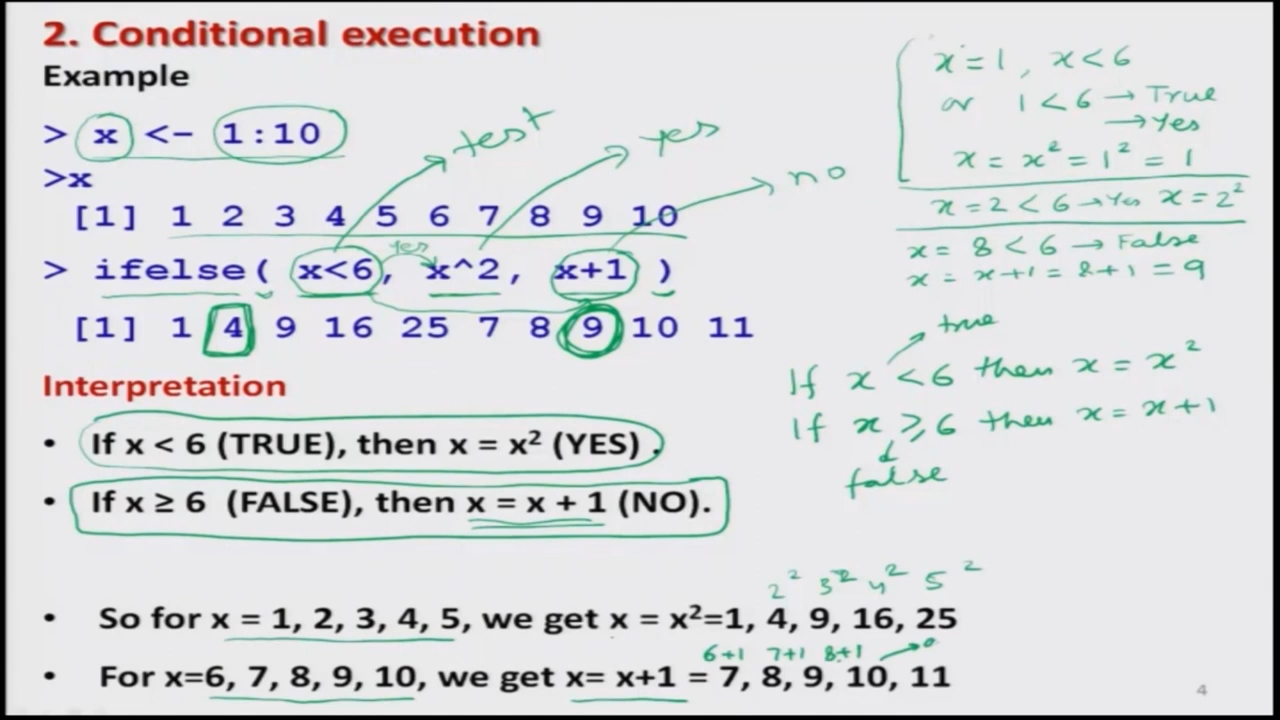 2. Conditional execution
Example
> x <- 1:10
>x
[1] 1 2 3 4 5 6 7 8 9 10
> ifelse( x<6, x^2, x+1 )
[1] 1 4 9 16 25 7 8 9 10 11
test
yes
no
yes
x = 1, x < 6
or 1 < 6 → True
→ Yes
x = x² = 1² = 1
x = 2 < 6 → Yes x = 2²
x = 8 < 6 → False
x = x+1 = 8+1 = 9
true
If x < 6 then x = x²
If x ≥ 6 then x = x+1
false
Interpretation
• If x < 6 (TRUE), then x = x² (YES) .
• If x ≥ 6 (FALSE), then x = x + 1 (NO).
2² 3² 4² 5²
• So for x = 1, 2, 3, 4, 5, we get x = x²=1, 4, 9, 16, 25
6+1 7+1 8+1
• For x=6, 7, 8, 9, 10, we get x= x+1 = 7, 8, 9, 10, 11
4